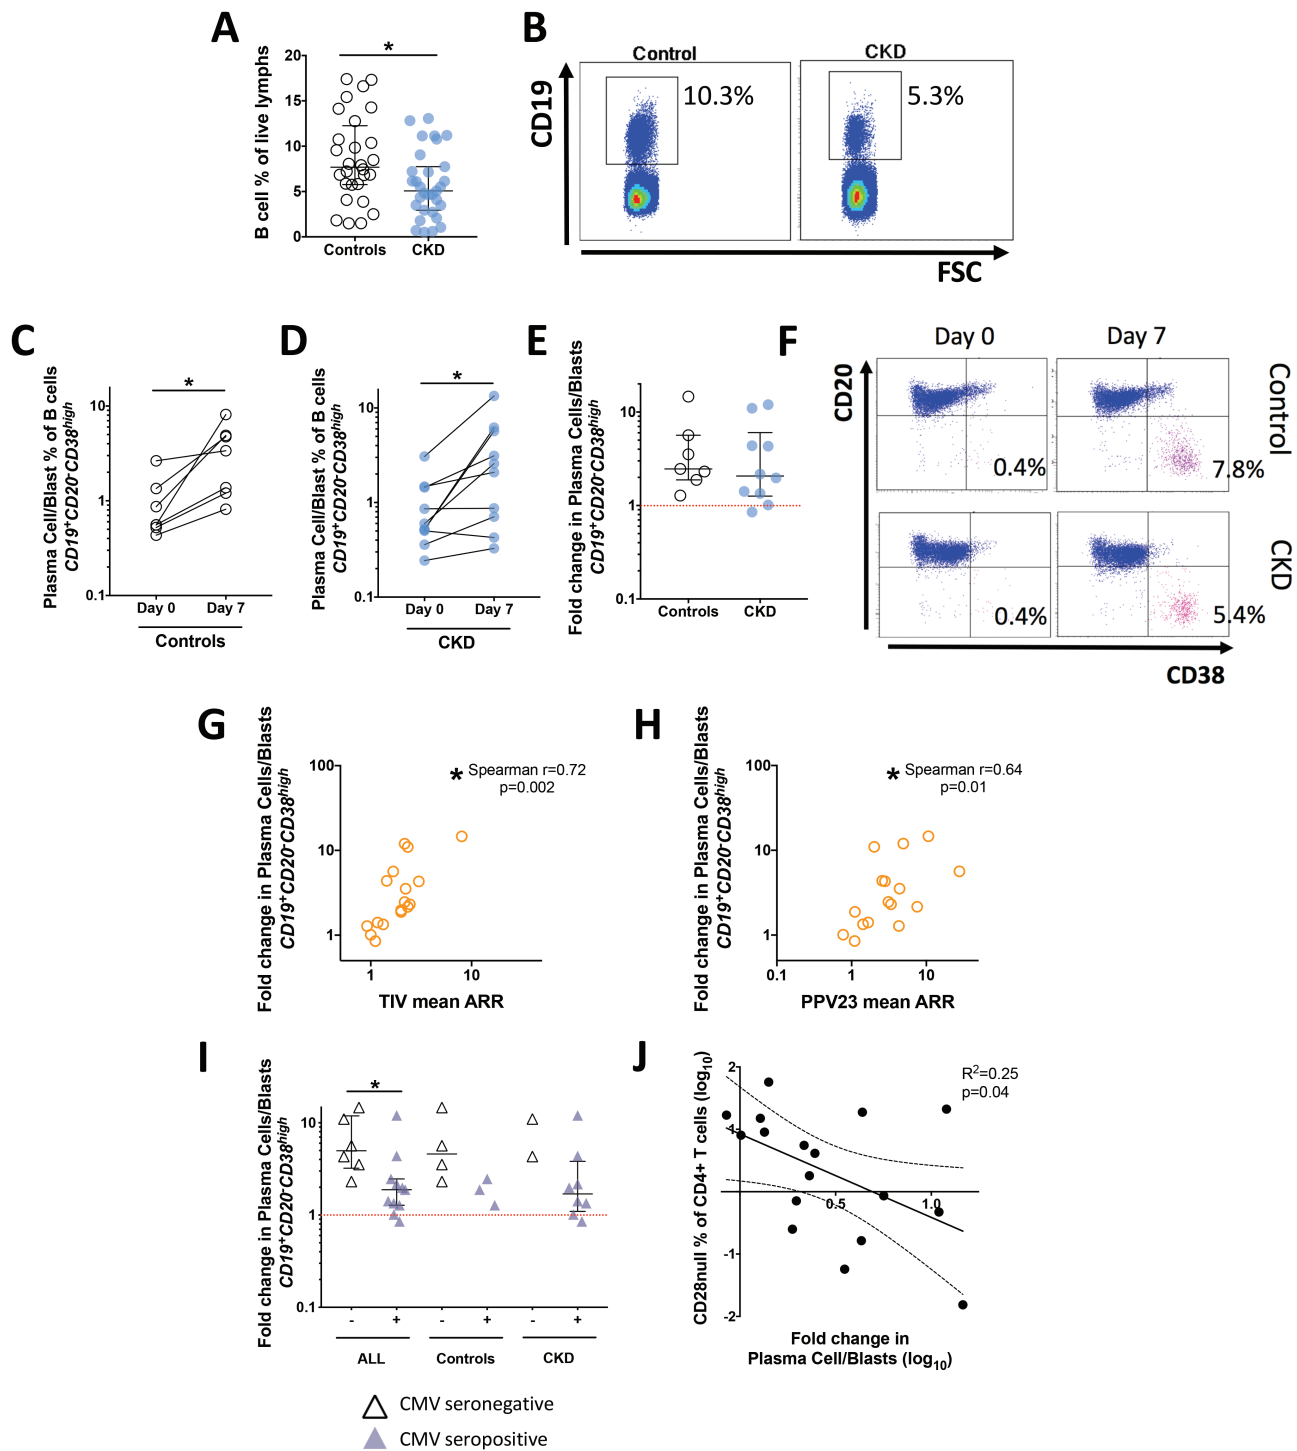 A
B cell % of live lymphs
20
15
10
5
0
*
Controls
CKD
B
Control
CKD
CD19
10.3%
5.3%
FSC
C
Plasma Cell/Blast % of B cells
CD19+CD20-CD38high
10
1
0.1
*
Day 0
Day 7
Controls
D
Plasma Cell/Blast % of B cells
CD19+CD20-CD38high
10
1
0.1
*
Day 0
Day 7
CKD
E
Fold change in Plasma Cells/Blasts
CD19+CD20-CD38high
10
1
0.1
Controls
CKD
F
Day 0
Day 7
CD20
Control
CKD
0.4%
7.8%
0.4%
5.4%
CD38
G
Fold change in Plasma Cells/Blasts
CD19+CD20-CD38high
100
10
1
* Spearman r=0.72
p=0.002
1
10
TIV mean ARR
H
Fold change in Plasma Cells/Blasts
CD19+CD20-CD38high
100
10
1
* Spearman r=0.64
p=0.01
0.1
1
10
PPV23 mean ARR
I
Fold change in Plasma Cells/Blasts
CD19+CD20-CD38high
10
1
0.1
*
- + - + - +
ALL
Controls
CKD
CMV seronegative
CMV seropositive
J
CD28null % of CD4+ T cells (log10)
2
1
-1
-2
0.5
1.0
R2=0.25
p=0.04
Fold change in
Plasma Cell/Blasts (log10)